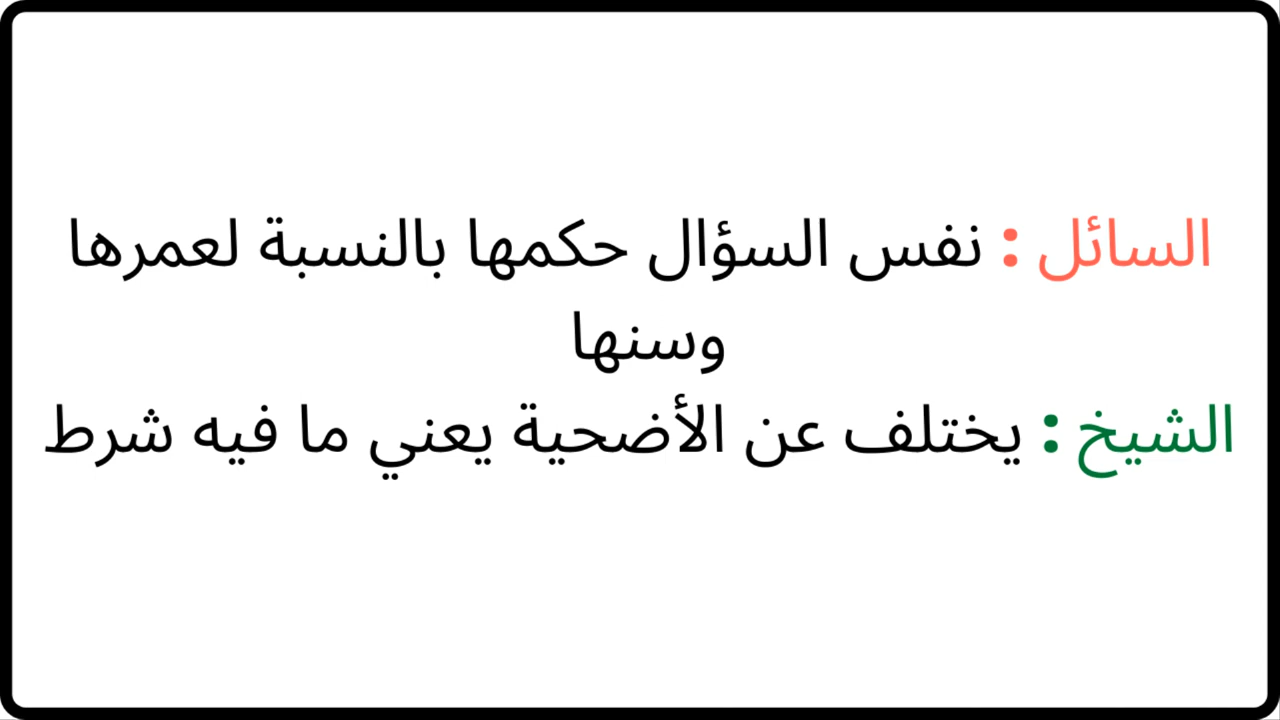 السائل : نفس السؤال حكمها بالنسبة لعمرها
وسنها
الشيخ : يختلف عن الأضحية يعني ما فيه شرط